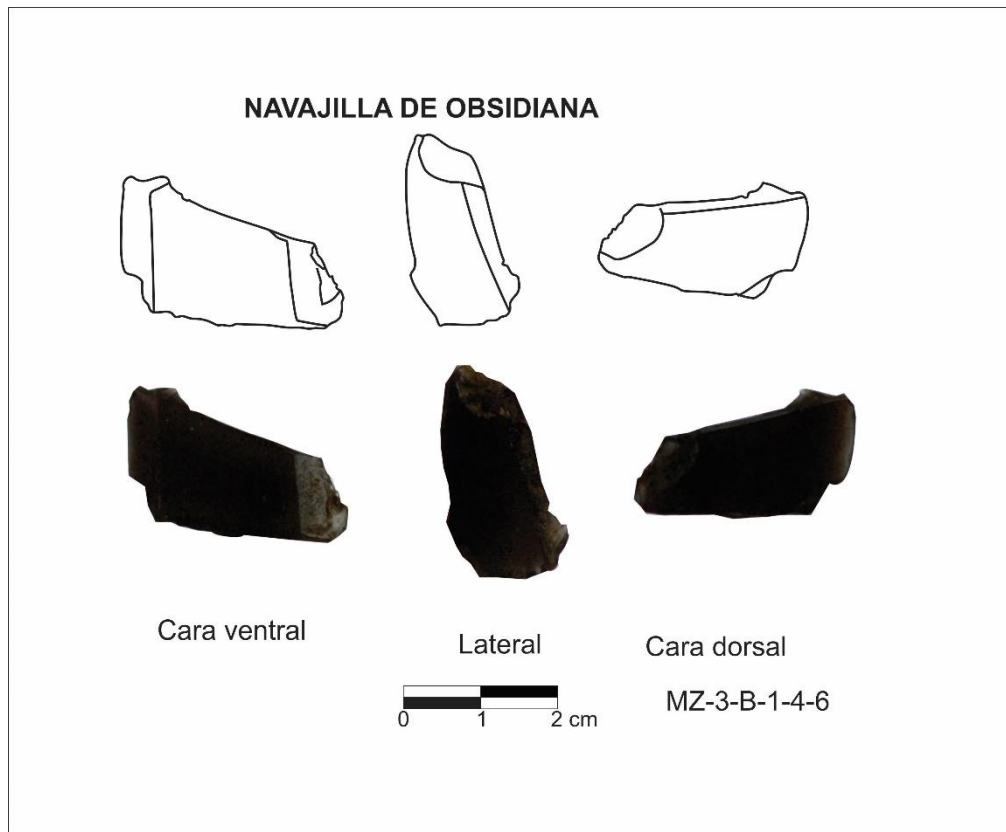 NAVAJILLA DE OBSIDIANA
Cara ventral
Lateral
Cara dorsal
0 1 2 cm
MZ-3-B-1-4-6